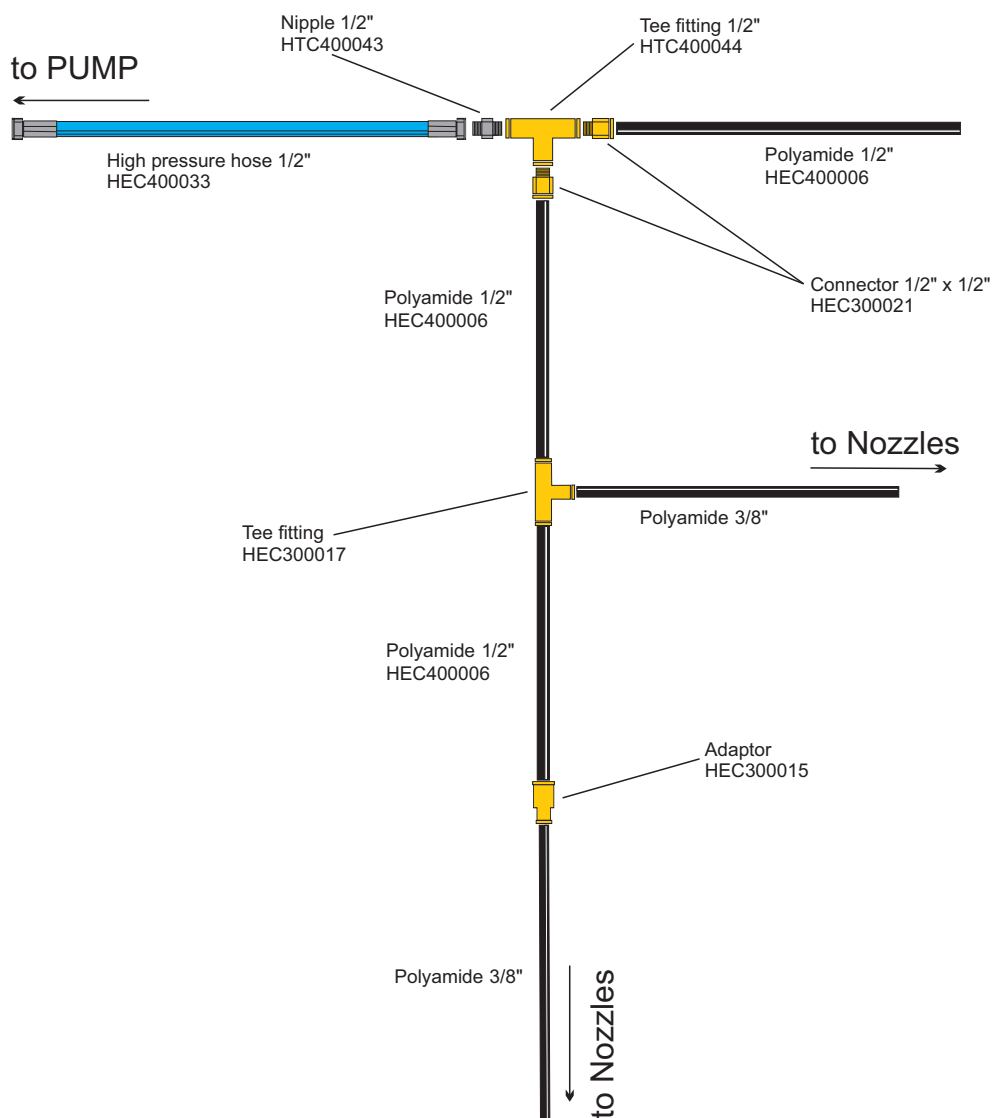 Nipple 1/2"
HTC400043
Tee fitting 1/2"
HTC400044
to PUMP
High pressure hose 1/2"
HEC400033
Polyamide 1/2"
HEC400006
Connector 1/2" x 1/2"
HEC300021
Polyamide 1/2"
HEC400006
to Nozzles
Polyamide 3/8"
Tee fitting
HEC300017
Polyamide 1/2"
HEC400006
Adaptor
HEC300015
Polyamide 3/8"
to Nozzles